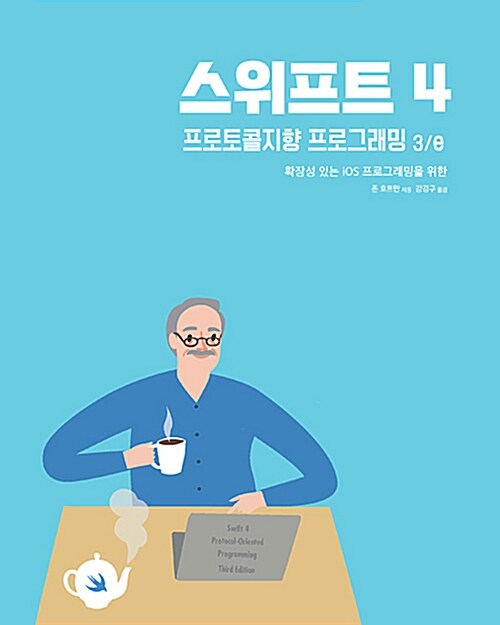 스위프트 4
프로토콜지향 프로그래밍 3/e
확장성 있는 iOS 프로그래밍을 위한
존 호프만 지음 강경구 옮김
Swift 4
Protocol-Oriented
Programming
Third Edition